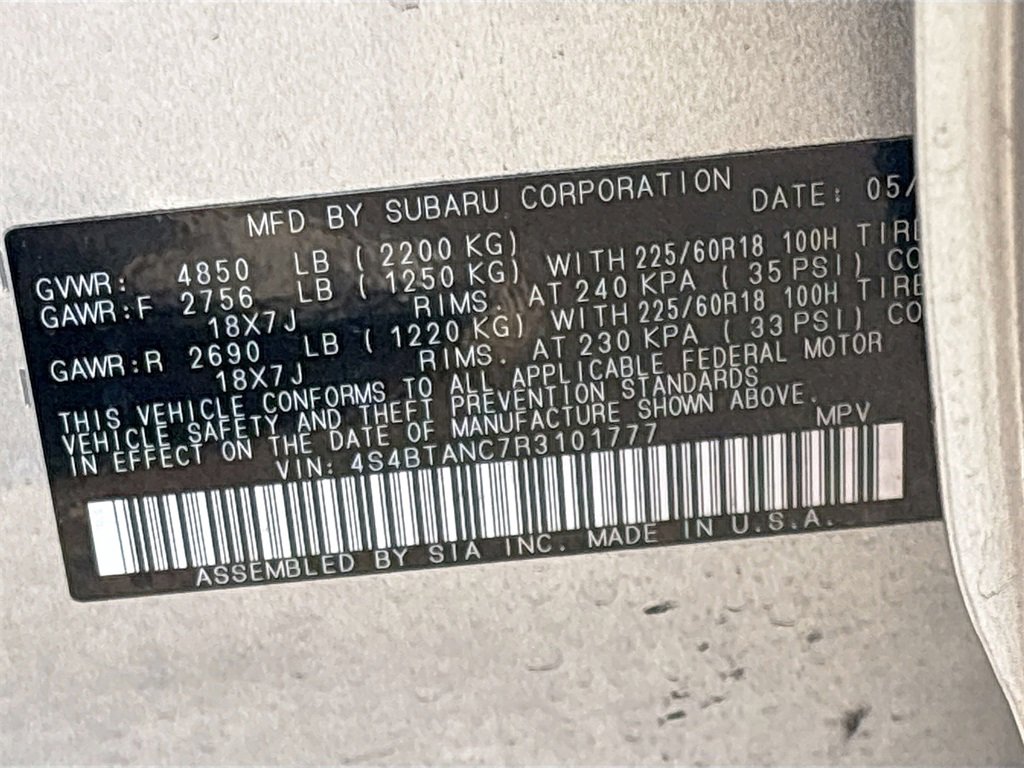 MFD BY SUBARU CORPORATION DATE: 05/
GVWR: 4850 LB ( 2200 KG)
GAWR:F 2756 LB ( 1250 KG) WITH 225/60R18 100H TIRE
18X7J RIMS. AT 240 KPA ( 35 PSI) CO
GAWR:R 2690 LB ( 1220 KG) WITH 225/60R18 100H TIRE
18X7J RIMS. AT 230 KPA ( 33 PSI) CO
THIS VEHICLE CONFORMS TO ALL APPLICABLE FEDERAL MOTOR
VEHICLE SAFETY AND THEFT PREVENTION STANDARDS
IN EFFECT ON THE DATE OF MANUFACTURE SHOWN ABOVE.
VIN: 4S4BTANC7R3101777 MPV
ASSEMBLED BY SIA INC. MADE IN U.S.A.